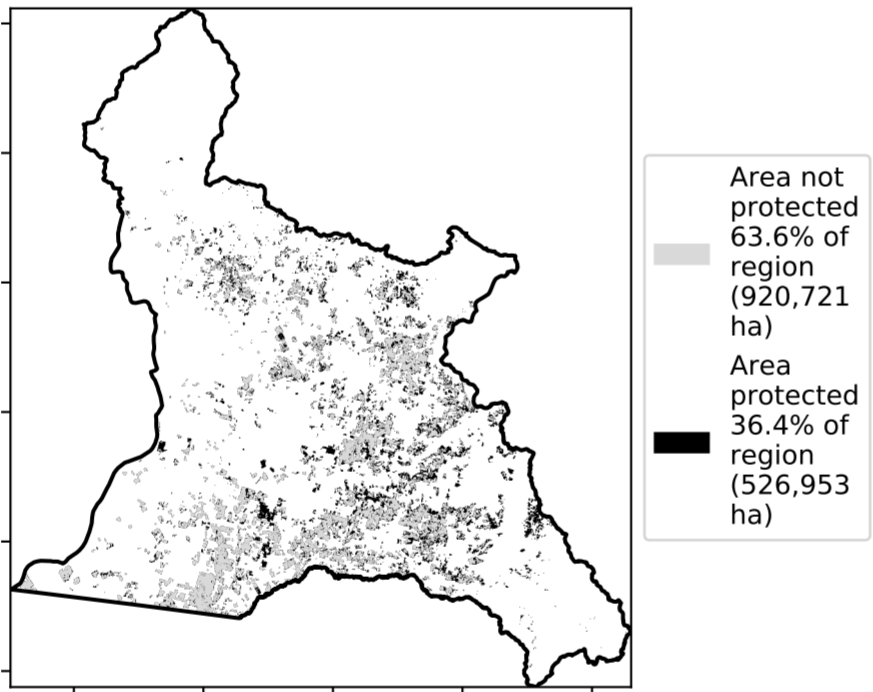 Area not
protected
63.6% of
region
(920,721
ha)
Area
protected
36.4% of
region
(526,953
ha)